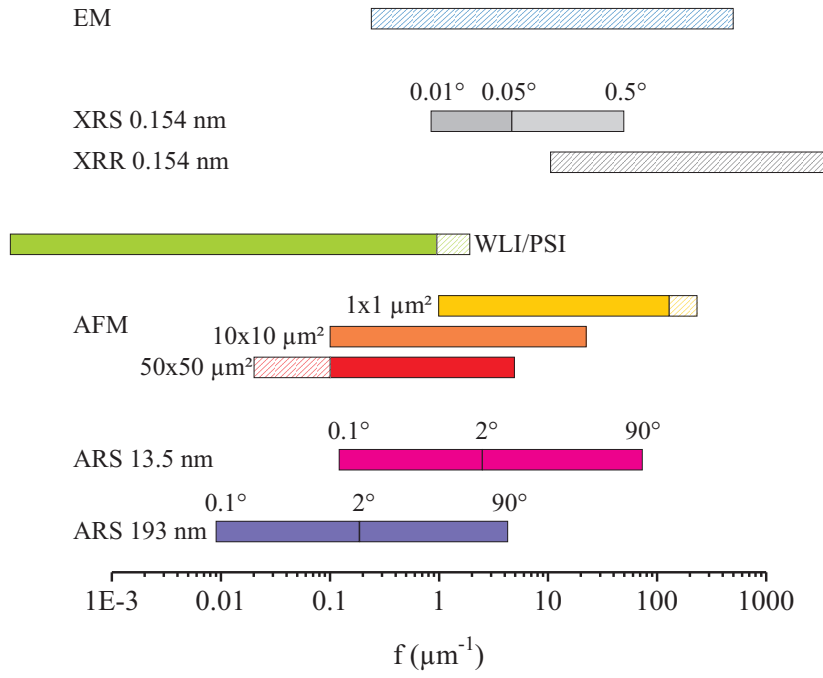 EM
0.01° 0.05° 0.5°
XRS 0.154 nm
XRR 0.154 nm
WLI/PSI
1x1 µm²
AFM
10x10 µm²
50x50 µm²
0.1° 2° 90°
ARS 13.5 nm
0.1° 2° 90°
ARS 193 nm
1E-3 0.01 0.1 1 10 100 1000
f (µm⁻¹)